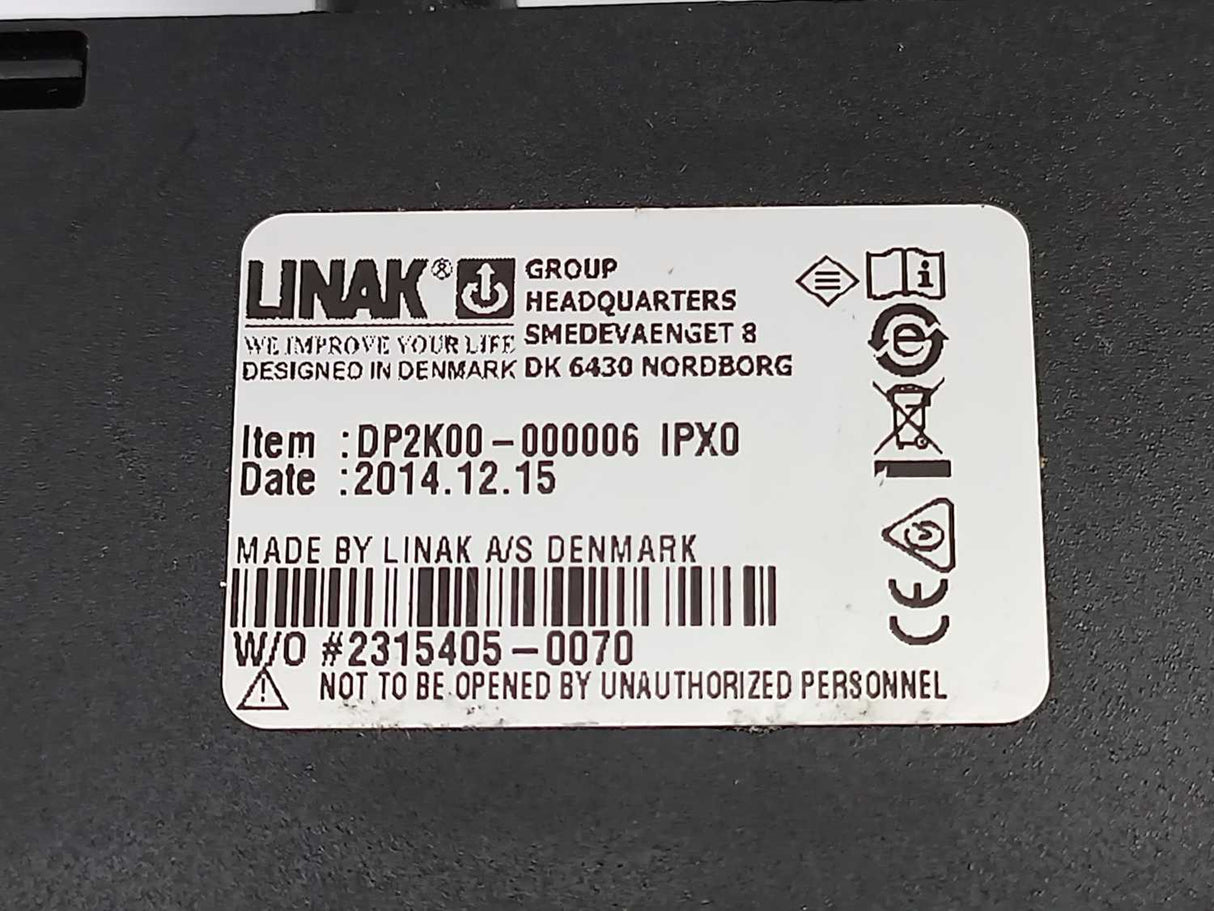 LINAK®
WE IMPROVE YOUR LIFE
DESIGNED IN DENMARK
GROUP
HEADQUARTERS
SMEDEVAENGET 8
DK 6430 NORDBORG
Item :DP2K00-000006 IPX0
Date :2014.12.15
MADE BY LINAK A/S DENMARK
W/O #2315405-0070
NOT TO BE OPENED BY UNAUTHORIZED PERSONNEL